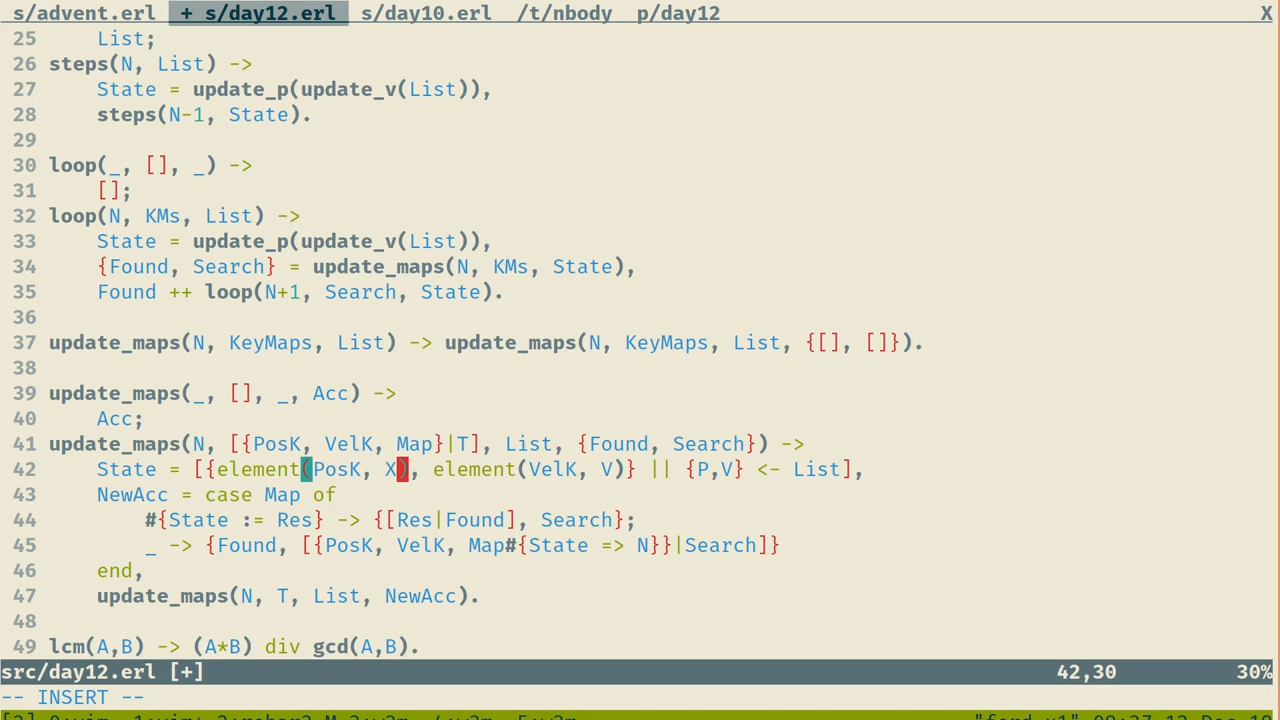 s/advent.erl + s/day12.erl s/day10.erl /t/nbody p/day12 X
25 List;
26 steps(N, List) ->
27 State = update_p(update_v(List)),
28 steps(N-1, State).
29
30 loop(_, [], _) ->
31 [];
32 loop(N, KMs, List) ->
33 State = update_p(update_v(List)),
34 {Found, Search} = update_maps(N, KMs, State),
35 Found ++ loop(N+1, Search, State).
36
37 update_maps(N, KeyMaps, List) -> update_maps(N, KeyMaps, List, {[], []}).
38
39 update_maps(_, [], _, Acc) ->
40 Acc;
41 update_maps(N, [{PosK, VelK, Map}|T], List, {Found, Search}) ->
42 State = [{element(PosK, X), element(VelK, V)} || {P,V} <- List],
43 NewAcc = case Map of
44 #{State := Res} -> {[Res|Found], Search};
45 _ -> {Found, [{PosK, VelK, Map#{State => N}}|Search]}
46 end,
47 update_maps(N, T, List, NewAcc).
48
49 lcm(A,B) -> (A*B) div gcd(A,B).
src/day12.erl [+] 42,30 30%
-- INSERT --